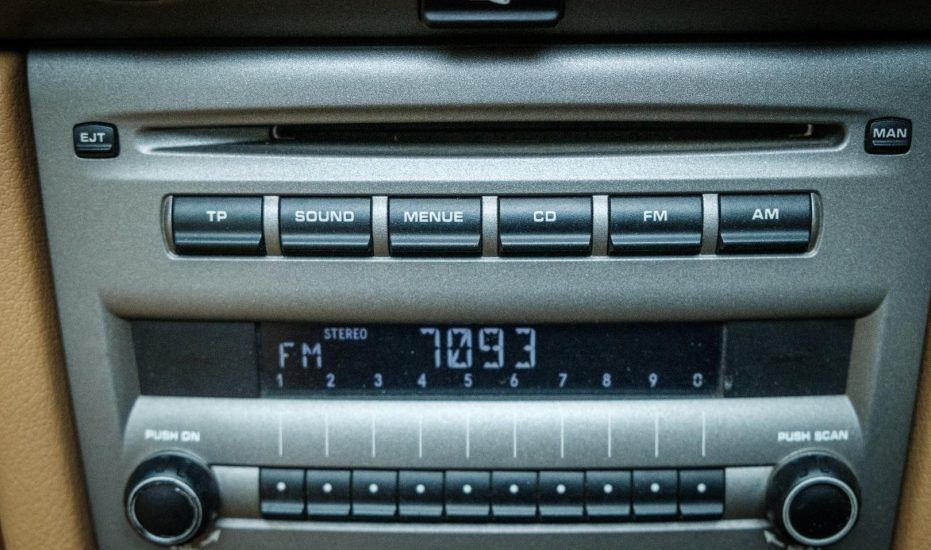 EJT MAN
TP SOUND MENUE CD FM AM
STEREO
FM 7093
1 2 3 4 5 6 7 8 9 0
PUSH ON PUSH SCAN